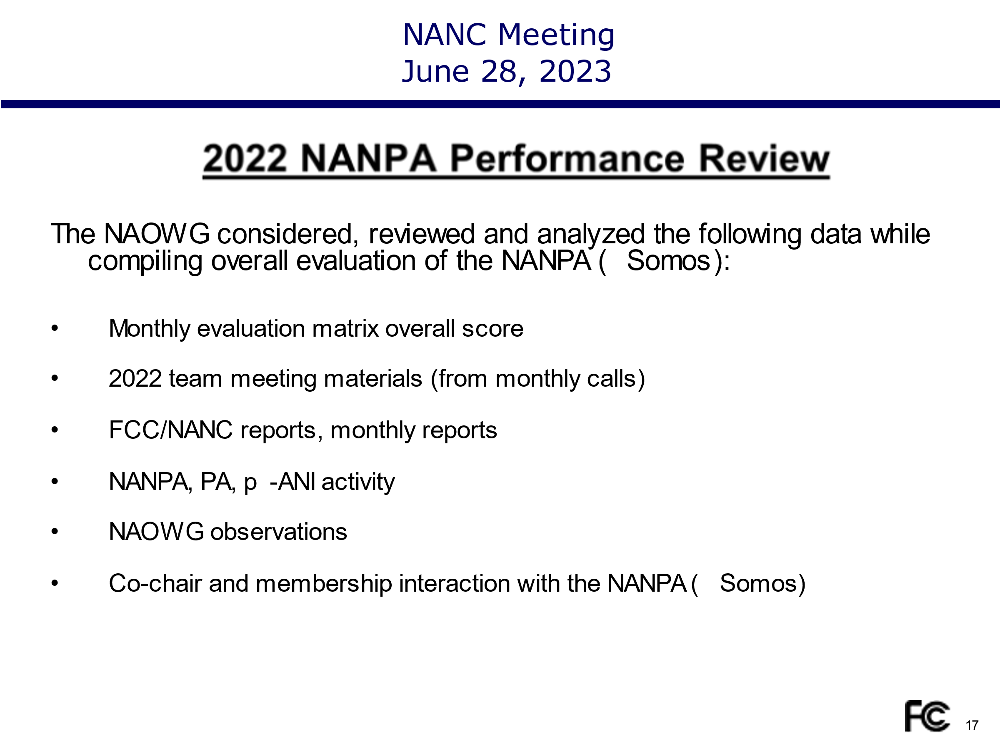 NANC Meeting
June 28, 2023
2022 NANPA Performance Review
The NAOWG considered, reviewed and analyzed the following data while
compiling overall evaluation of the NANPA ( Somos):
• Monthly evaluation matrix overall score
• 2022 team meeting materials (from monthly calls)
• FCC/NANC reports, monthly reports
• NANPA, PA, p -ANI activity
• NAOWG observations
• Co-chair and membership interaction with the NANPA ( Somos)
FCC
17